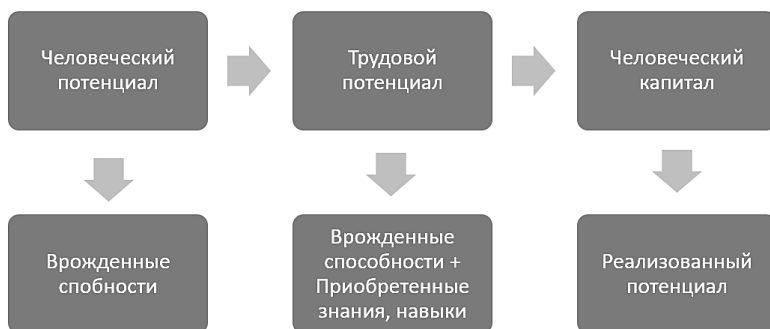 Человеческий
потенциал
Трудовой
потенциал
Человеческий
капитал
Врожденные
спобности
Врожденные
способности +
Приобретенные
знания, навыки
Реализованный
потенциал